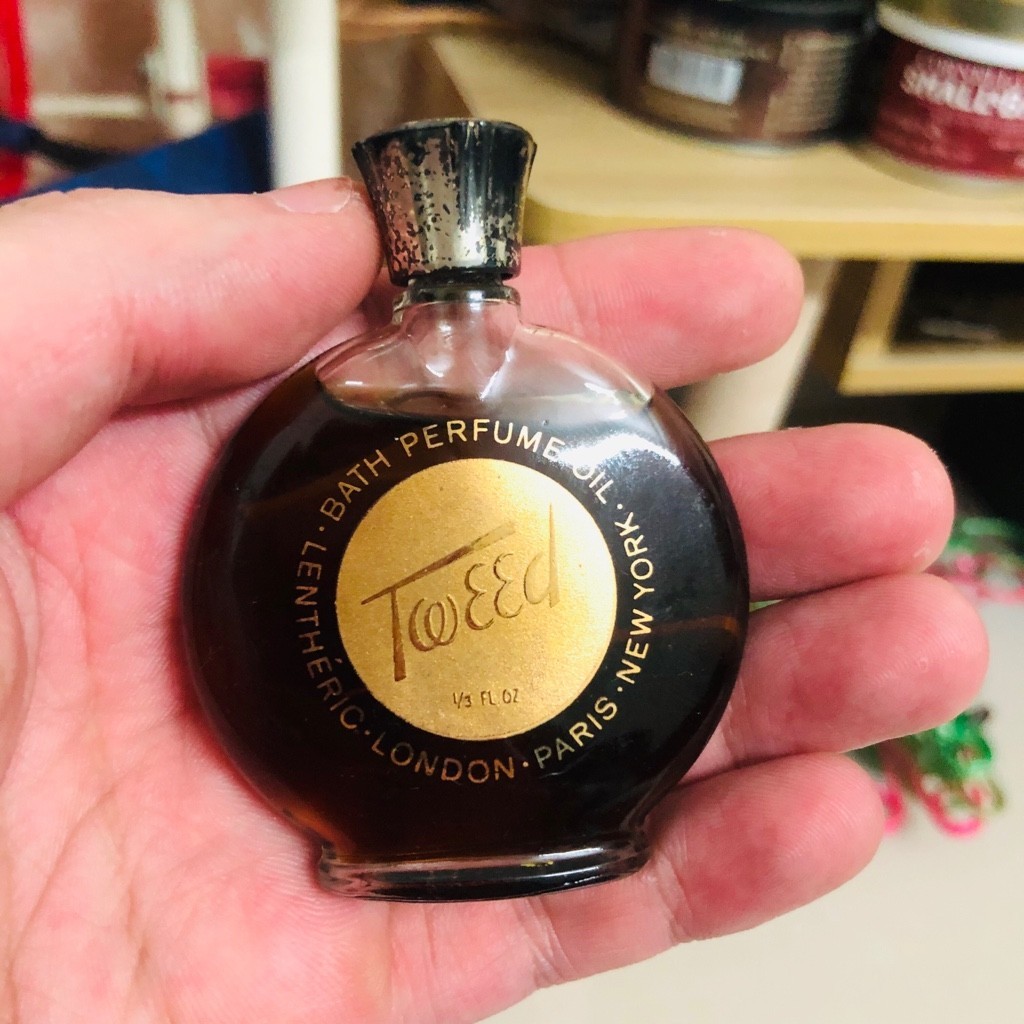 BATH PERFUME OIL · NEW YORK · PARIS · LONDON · LENTHÉRIC ·
Tweed
1/3 FL OZ